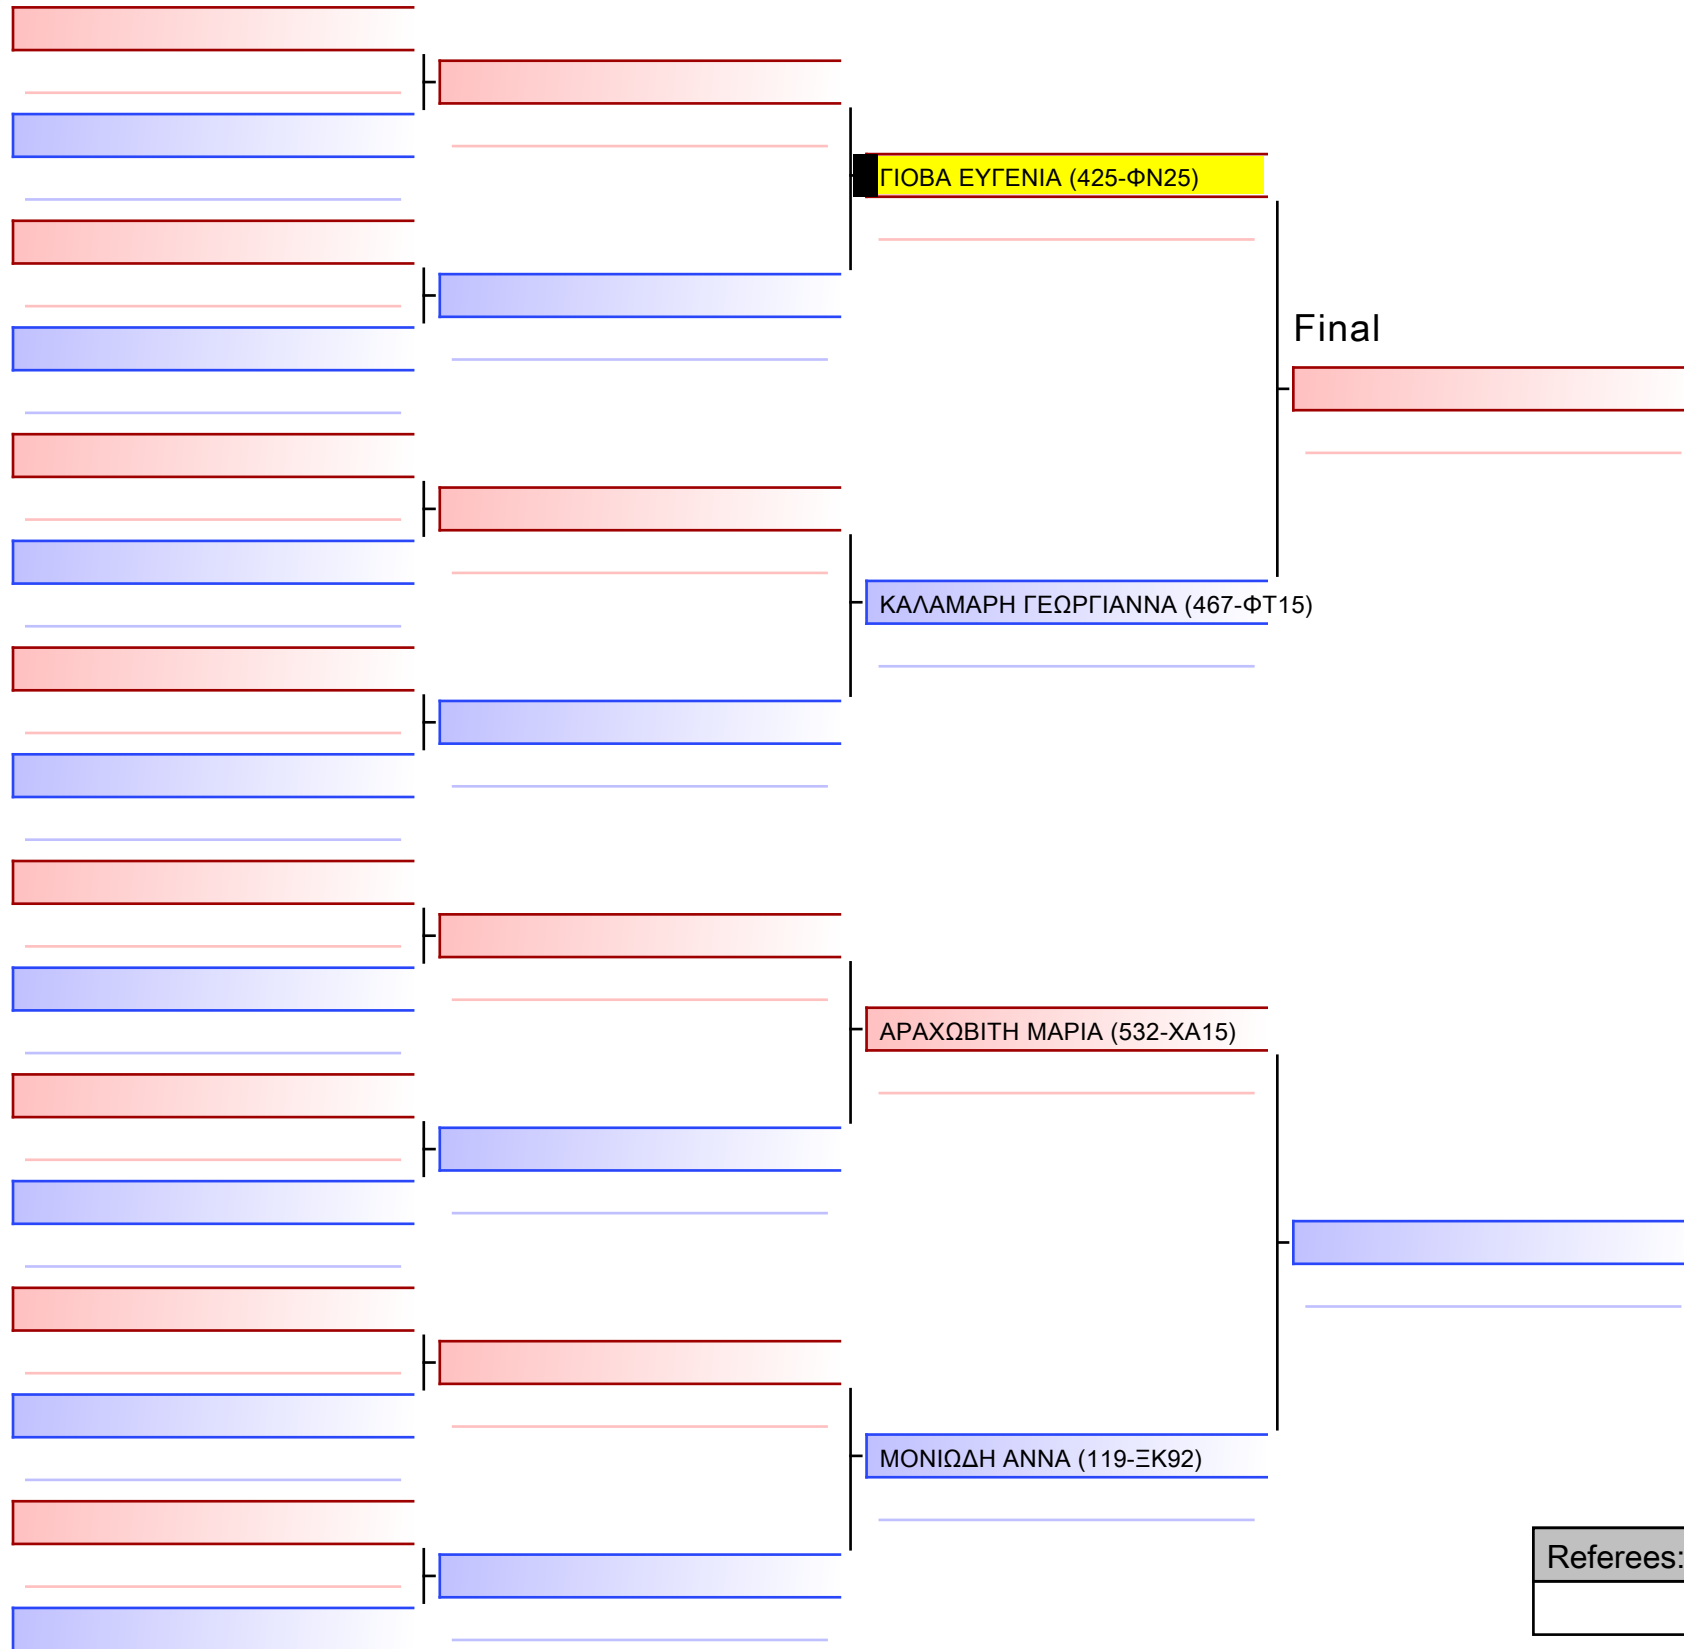 ΓΙΟΒΑ ΕΥΓΕΝΙΑ (425-ΦΝ25)
Final
ΚΑΛΑΜΑΡΗ ΓΕΩΡΓΙΑΝΝΑ (467-ΦΤ15)
ΑΡΑΧΩΒΙΤΗ ΜΑΡΙΑ (532-ΧΑ15)
ΜΟΝΙΩΔΗ ΑΝΝΑ (119-ΞΚ92)
Referees: